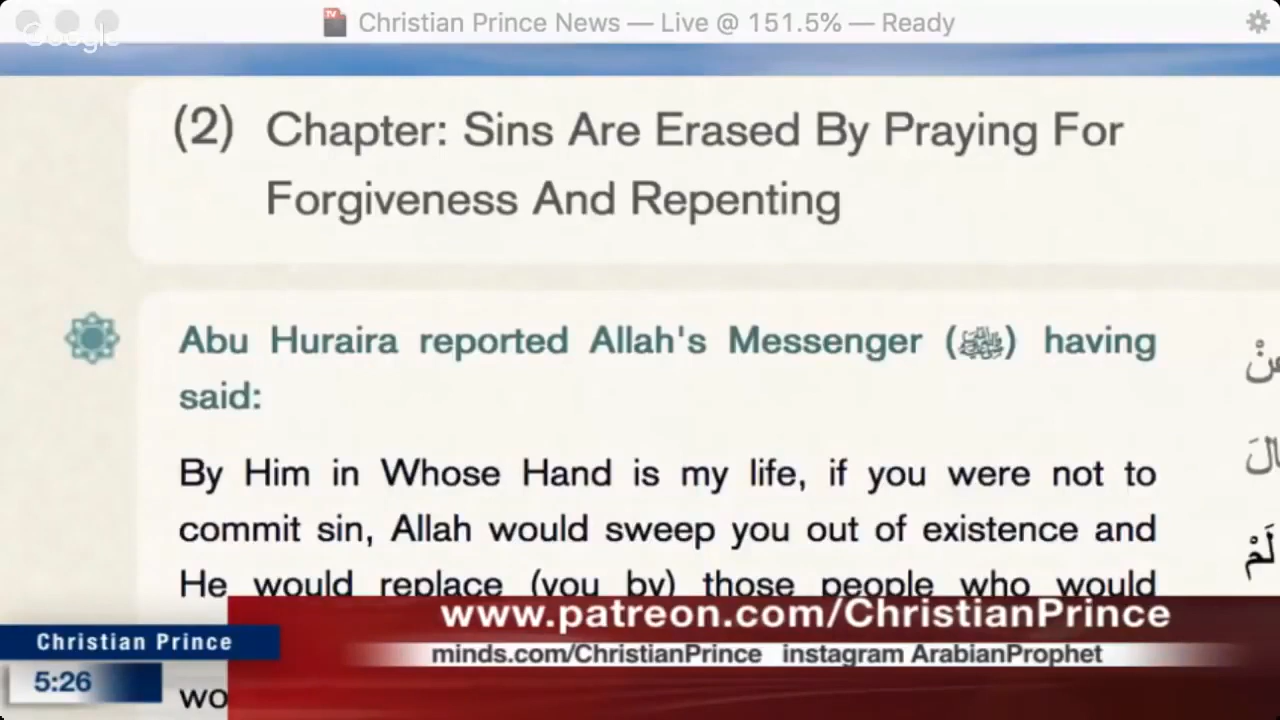 Google
TV
Christian Prince News — Live @ 151.5% — Ready
(2) Chapter: Sins Are Erased By Praying For
Forgiveness And Repenting
Abu Huraira reported Allah's Messenger (ﷺ) having
said:
By Him in Whose Hand is my life, if you were not to
commit sin, Allah would sweep you out of existence and
He would replace (you by) those people who would
wo
عَنْ
لَمْ
www.patreon.com/ChristianPrince
Christian Prince
minds.com/ChristianPrince instagram ArabianProphet
5:26